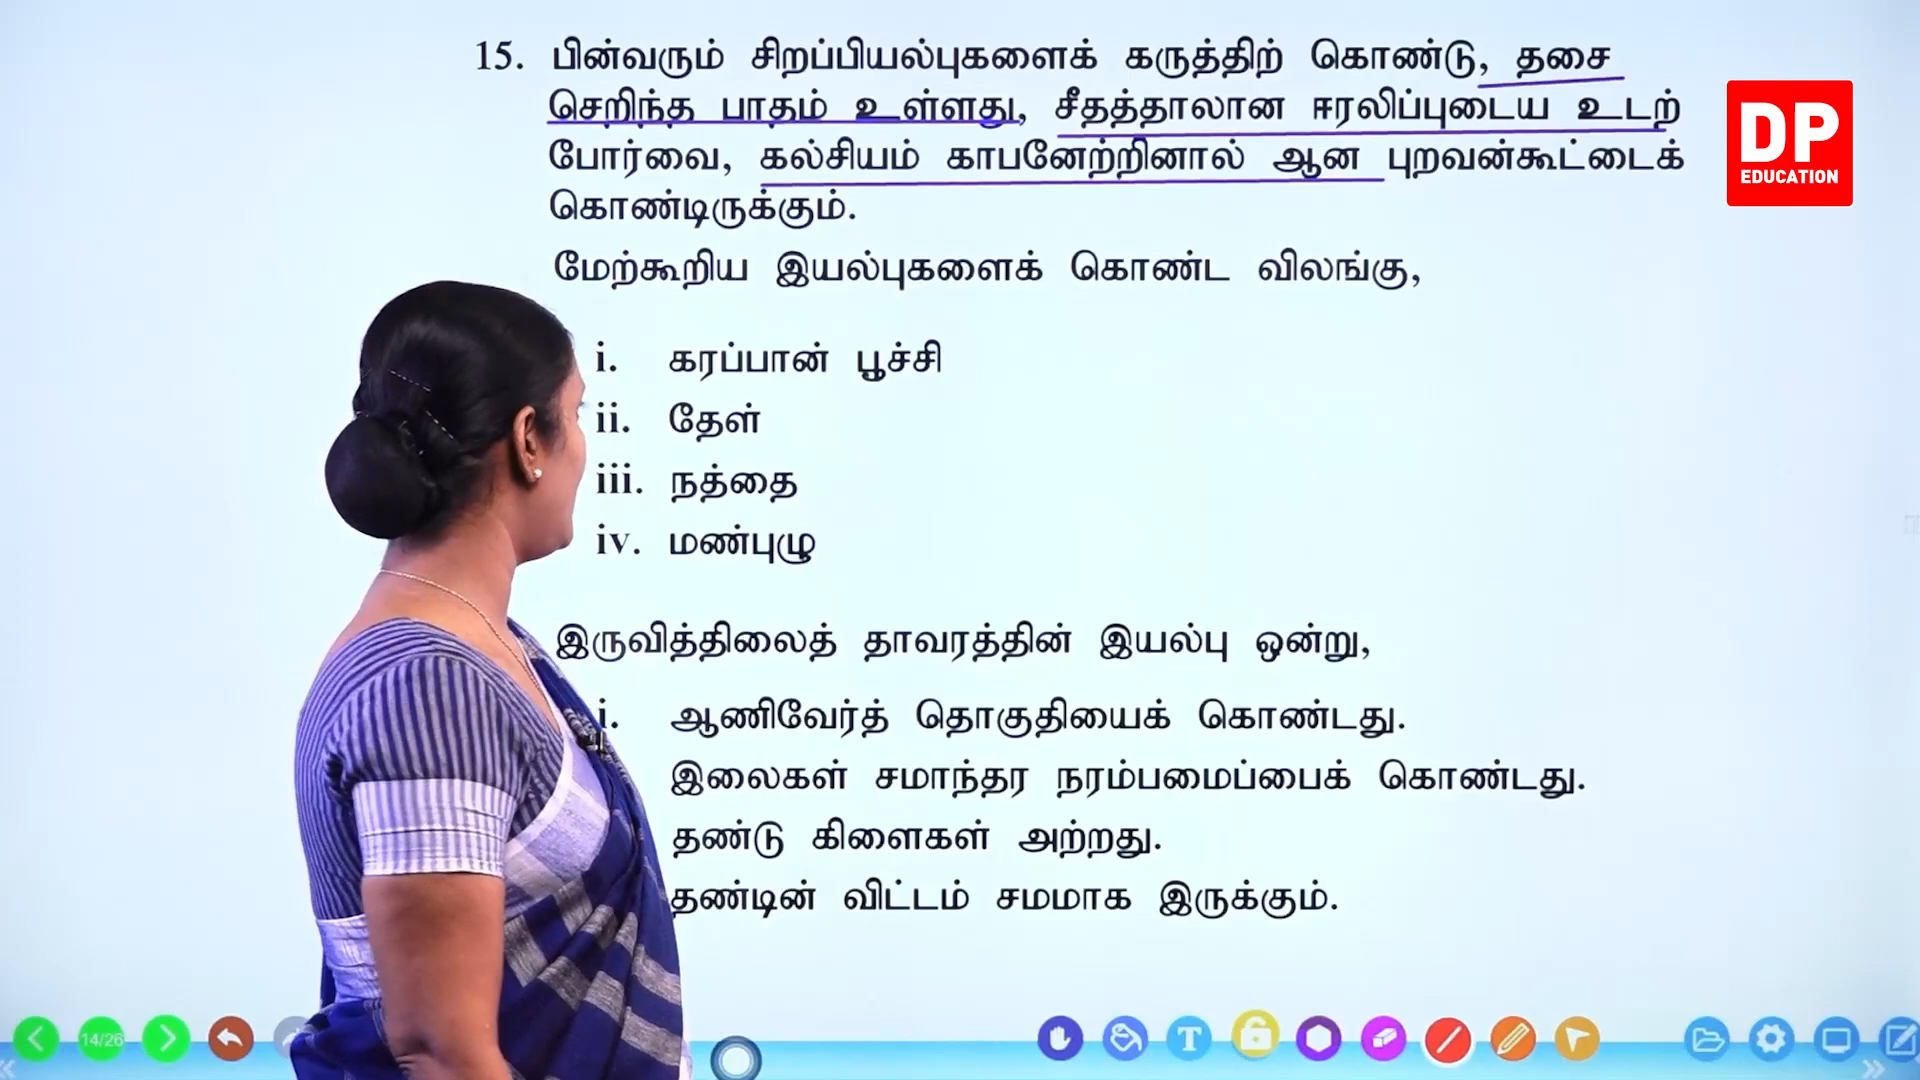 15. பின்வரும் சிறப்பியல்புகளைக் கருத்திற் கொண்டு, தசை
செறிந்த பாதம் உள்ளது, சீதத்தாலான ஈரலிப்புடைய உடற்
போர்வை, கல்சியம் காபனேற்றினால் ஆன புறவன்கூட்டைக்
கொண்டிருக்கும்.
மேற்கூறிய இயல்புகளைக் கொண்ட விலங்கு,
i. கரப்பான் பூச்சி
ii. தேள்
iii. நத்தை
iv. மண்புழு
இருவித்திலைத் தாவரத்தின் இயல்பு ஒன்று,
i. ஆணிவேர்த் தொகுதியைக் கொண்டது.
இலைகள் சமாந்தர நரம்பமைப்பைக் கொண்டது.
தண்டு கிளைகள் அற்றது.
தண்டின் விட்டம் சமமாக இருக்கும்.
DP
EDUCATION
14/26
T